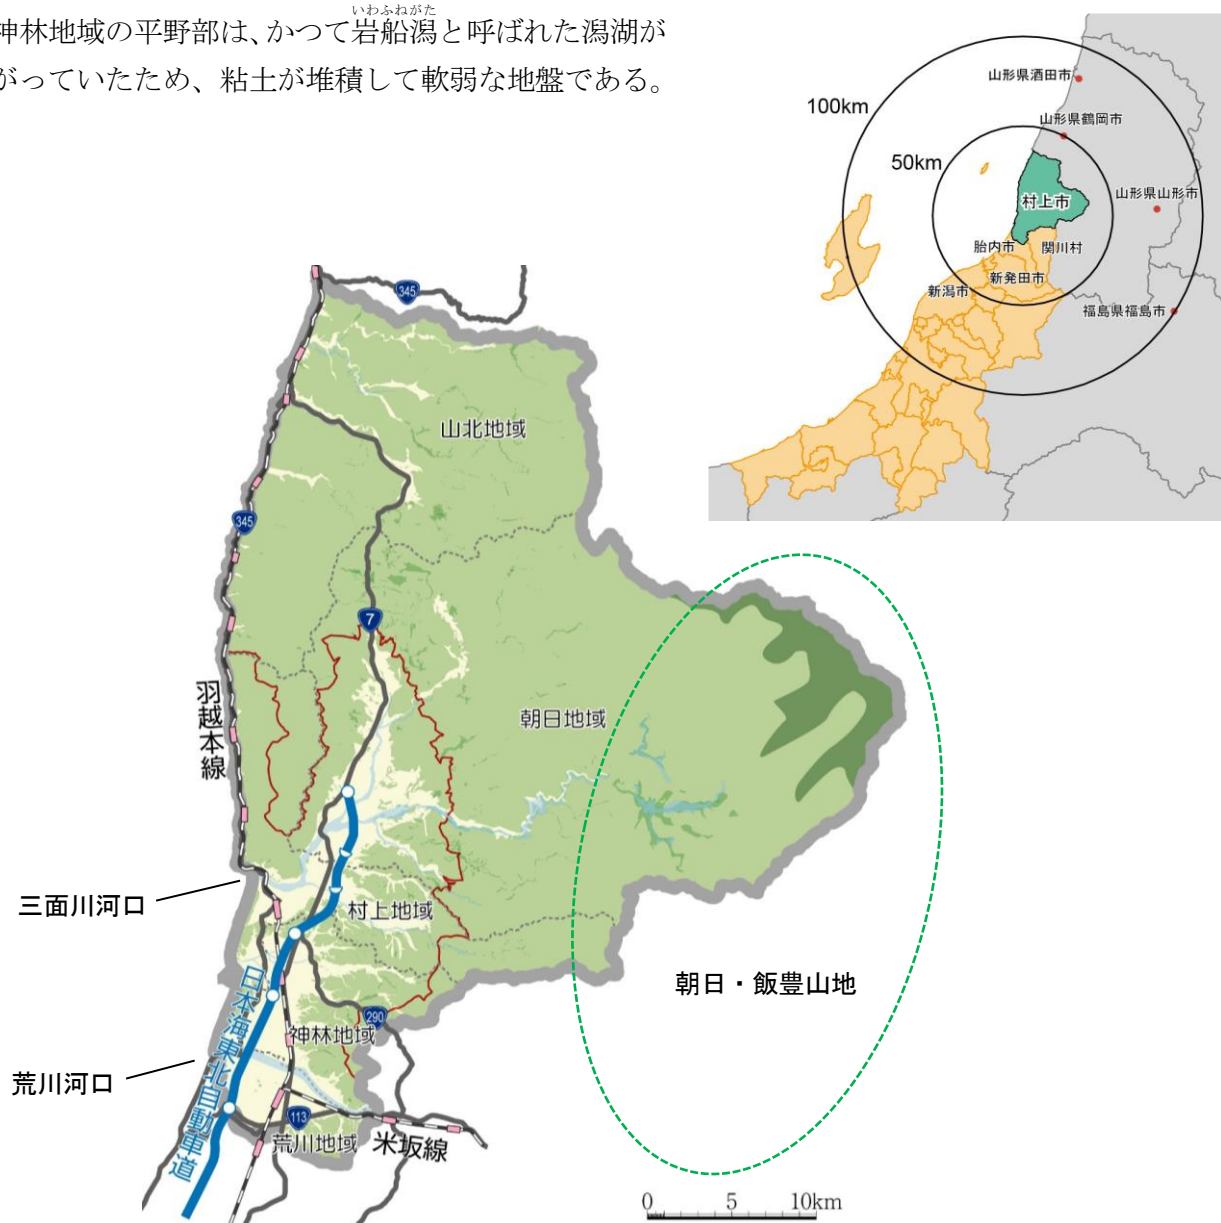 いわふねがた
神林地域の平野部は、かつて岩船潟と呼ばれた潟湖が
がっていたため、粘土が堆積して軟弱な地盤である。
山形県酒田市
100km
山形県鶴岡市
50km
山形県山形市
村上市
胎内市
関川村
新発田市
新潟市
福島県福島市
345
山北地域
345
7
羽越本線
朝日地域
三面川河口
村上地域
朝日・飯豊山地
日本海東北自動車道
290
神林地域
荒川河口
113
荒川地域
米坂線
0 5 10km